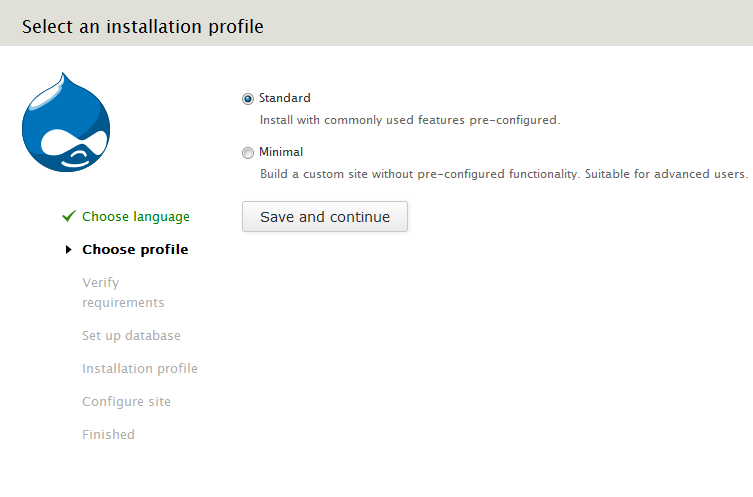 Select an installation profile
Standard
Install with commonly used features pre-configured.
Minimal
Build a custom site without pre-configured functionality. Suitable for advanced users.
Save and continue
Choose language
Choose profile
Verify
requirements
Set up database
Installation profile
Configure site
Finished